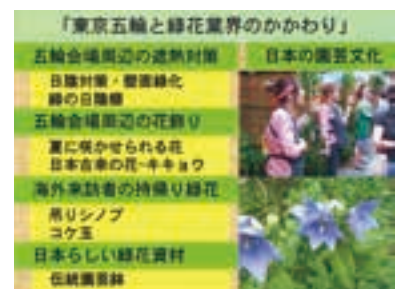 「東京五輪と緑花業界のかかわり」
五輪会場周辺の遮熱対策
日陰対策・壁面緑化
緑の日陰棚
五輪会場周辺の花飾り
夏に咲かせられる花
日本古来の花~キキョウ
海外来訪者の持帰り緑花
吊りシノブ
コケ玉
日本らしい緑花資材
伝統園芸鉢
日本の園芸文化